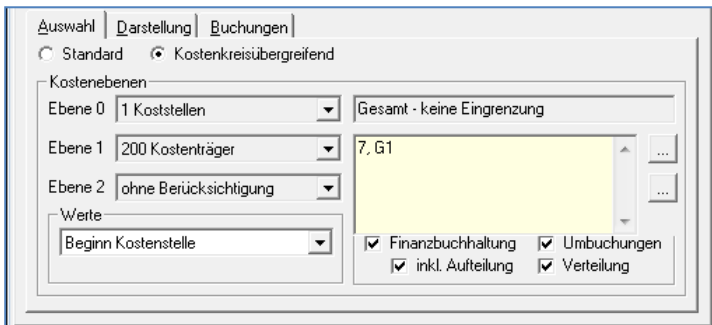 Auswahl Darstellung Buchungen
Standard Kostenkreisübergreifend
Kostenebenen
Ebene 0 1 Koststellen Gesamt - keine Eingrenzung
Ebene 1 200 Kostenträger 7, G1 ...
Ebene 2 ohne Berücksichtigung ...
Werte
Beginn Kostenstelle Finanzbuchhaltung Umbuchungen
inkl. Aufteilung Verteilung